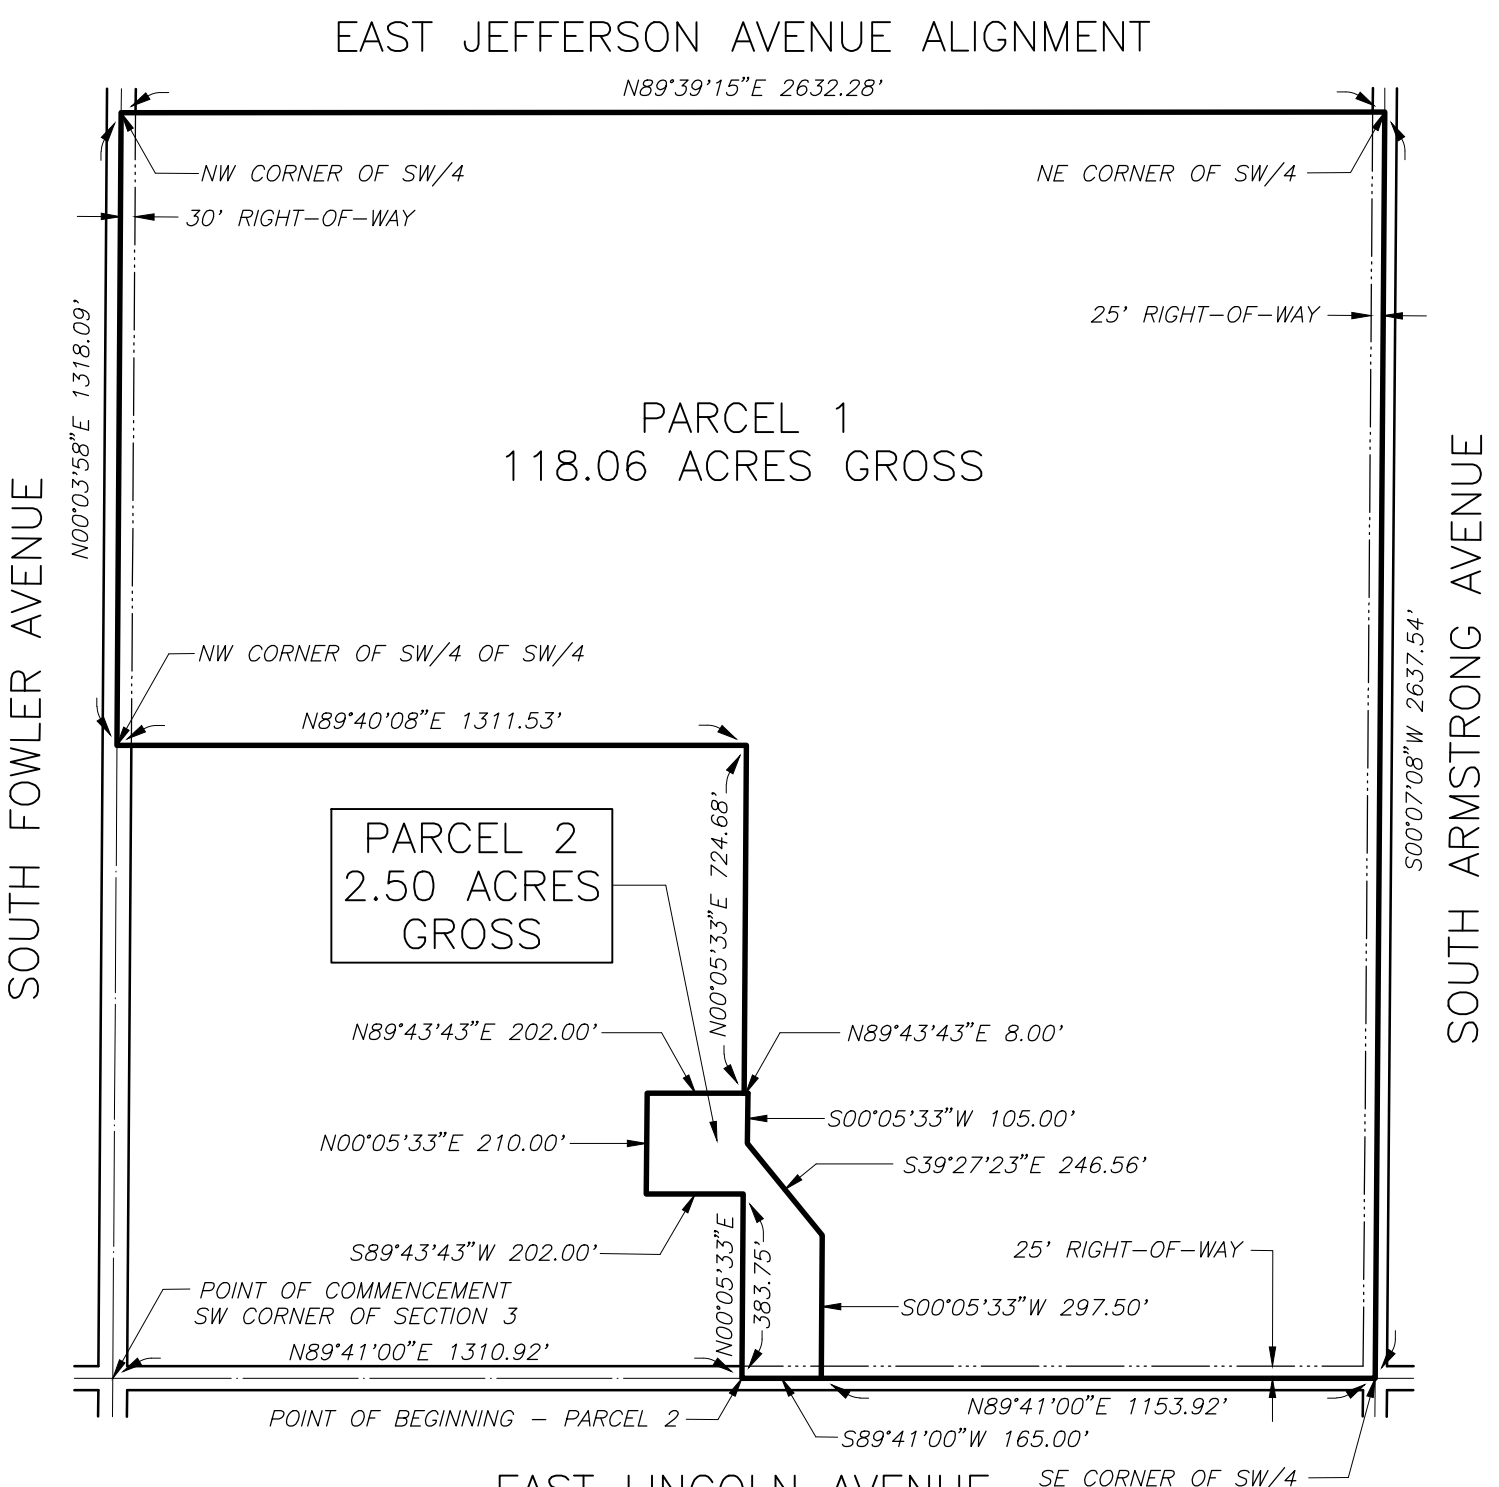 EAST JEFFERSON AVENUE ALIGNMENT
N89°39'15"E 2632.28'
NW CORNER OF SW/4
NE CORNER OF SW/4
30' RIGHT-OF-WAY
25' RIGHT-OF-WAY
N00°03'58"E 1318.09'
PARCEL 1
118.06 ACRES GROSS
SOUTH FOWLER AVENUE
SOUTH ARMSTRONG AVENUE
S00°07'08"W 2637.54'
NW CORNER OF SW/4 OF SW/4
N89°40'08"E 1311.53'
N00°05'33"E 724.68'
PARCEL 2
2.50 ACRES
GROSS
N89°43'43"E 202.00'
N89°43'43"E 8.00'
N00°05'33"E 210.00'
S00°05'33"W 105.00'
S39°27'23"E 246.56'
S89°43'43"W 202.00'
N00°05'33"E
383.75'
25' RIGHT-OF-WAY
POINT OF COMMENCEMENT
SW CORNER OF SECTION 3
S00°05'33"W 297.50'
N89°41'00"E 1310.92'
N89°41'00"E 1153.92'
POINT OF BEGINNING - PARCEL 2
S89°41'00"W 165.00'
EAST LINCOLN AVENUE
SE CORNER OF SW/4